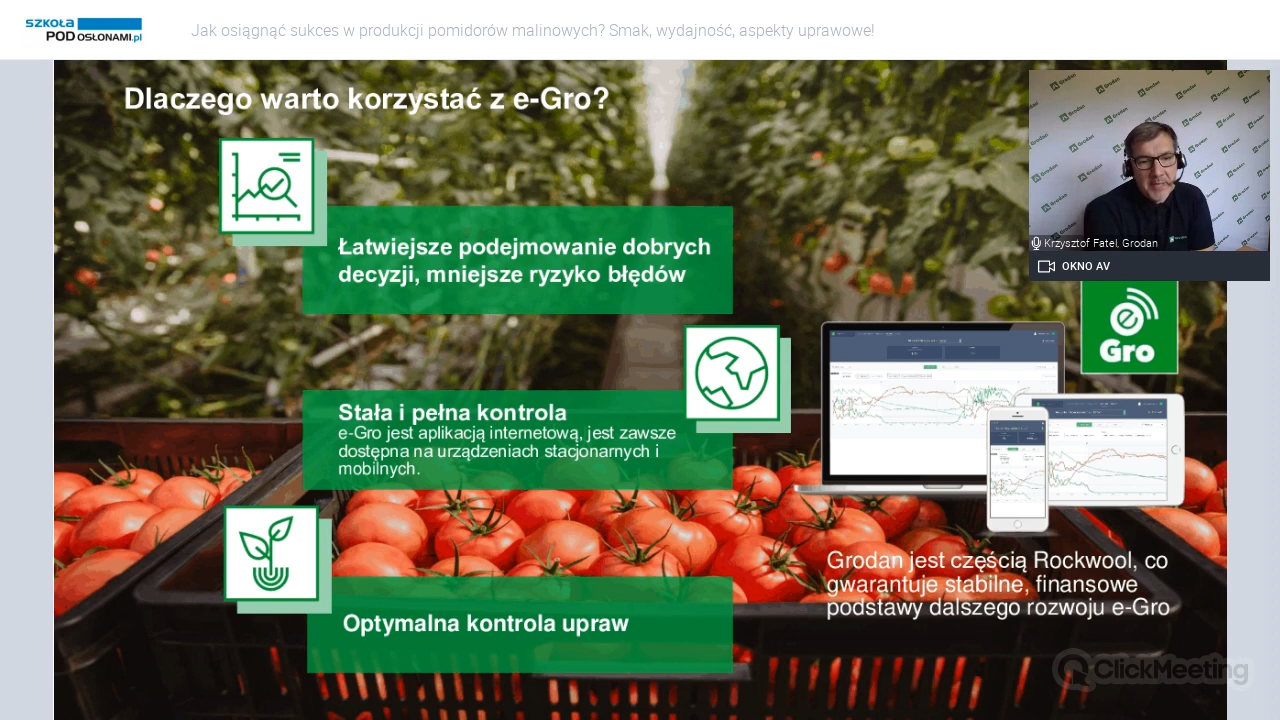 szkoła
POD OSŁONAMI.pl
Jak osiągnąć sukces w produkcji pomidorów malinowych? Smak, wydajność, aspekty uprawowe!
Dlaczego warto korzystać z e-Gro?
Łatwiejsze podejmowanie dobrych
decyzji, mniejsze ryzyko błędów
Stała i pełna kontrola
e-Gro jest aplikacją internetową, jest zawsze
dostępna na urządzeniach stacjonarnych i
mobilnych.
Optymalna kontrola upraw
Grodan
Krzysztof Fatel, Grodan
OKNO AV
e
Gro
Grodan jest częścią Rockwool, co
gwarantuje stabilne, finansowe
podstawy dalszego rozwoju e-Gro
ClickMeeting